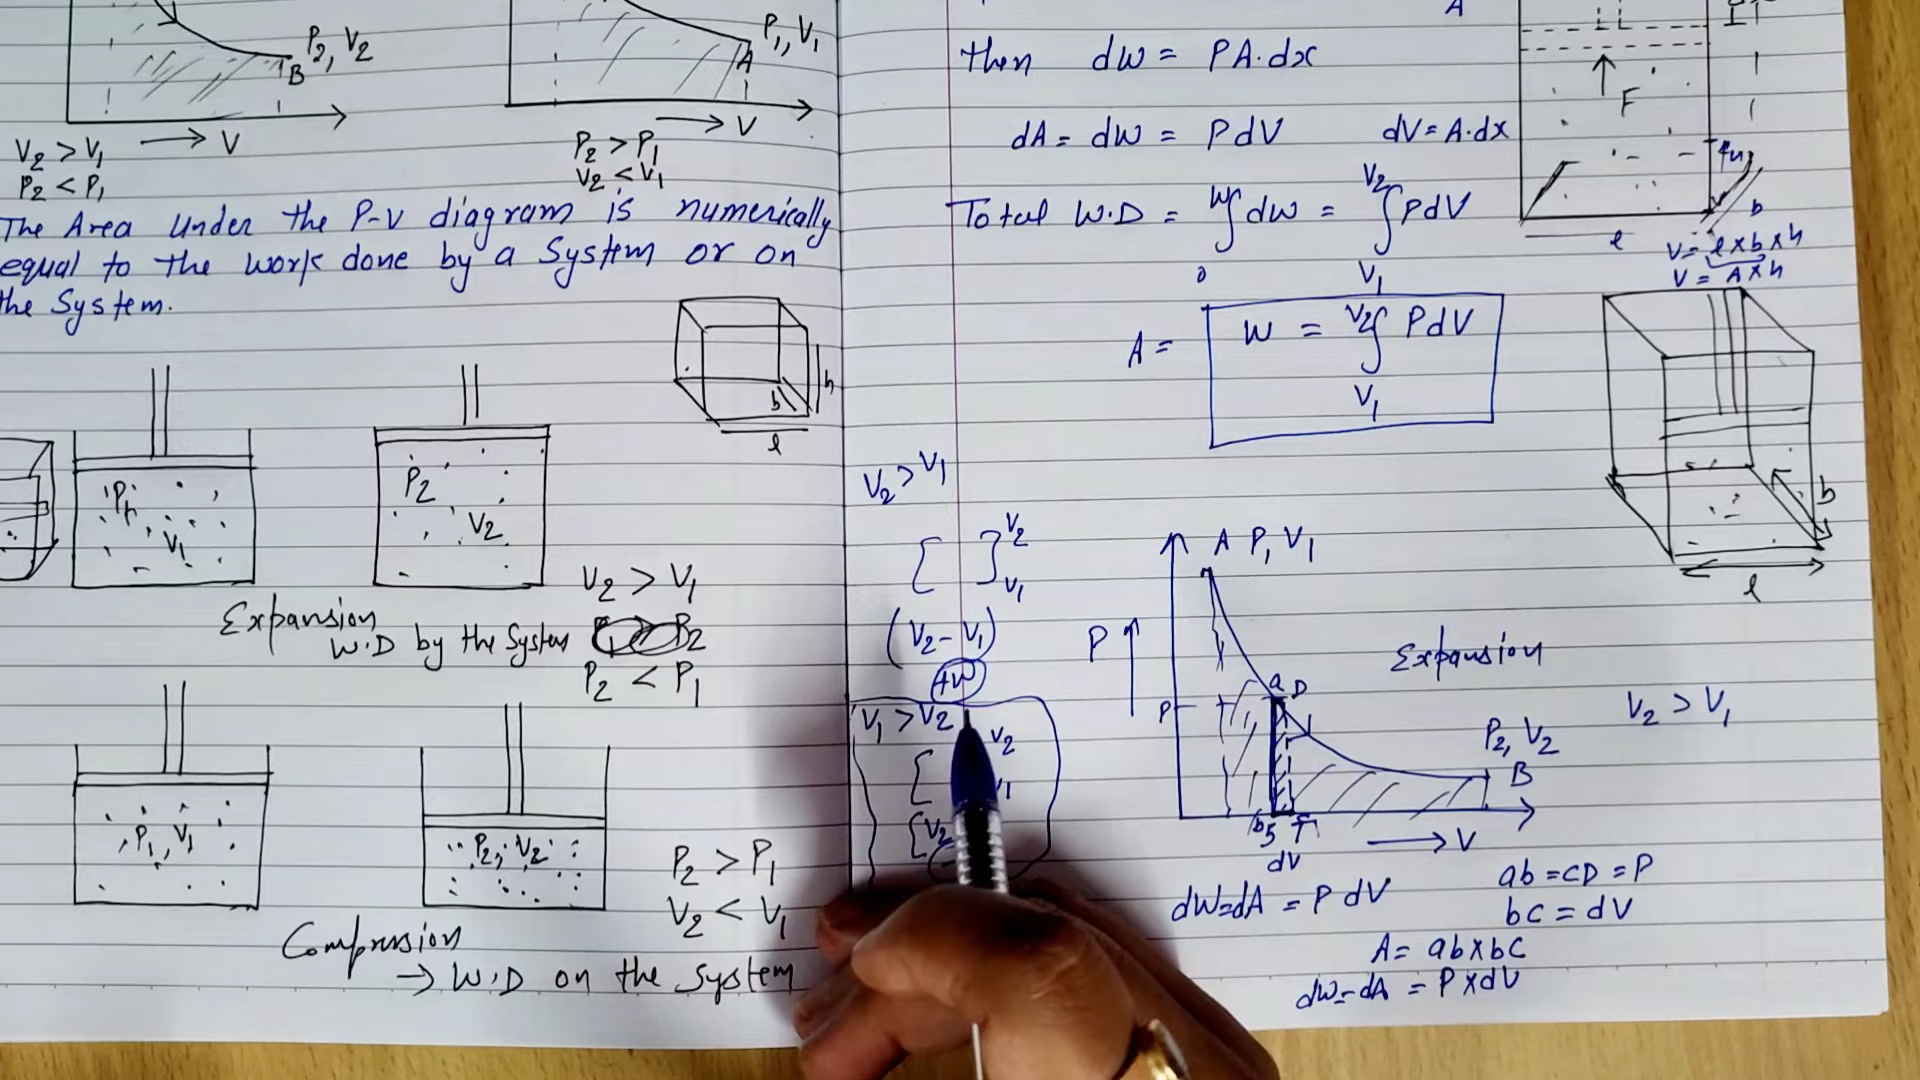 P2, V2
B
→ V
V2 > V1
P2 < P1
P1, V1
A
→ V
P2 > P1
V2 < V1
The Area Under the P-V diagram is numerically
equal to the work done by a System or on
the System.
h
b
l
P1
V1
P2
V2
V2 > V1
Expansion
W.D by the System
P2 < P1
P1, V1
P2, V2
P2 > P1
V2 < V1
Compression
→ W.D on the System
A
then dw = PA.dx
dA = dw = PdV dV = A.dx
Total W.D = W∫0 dw = V2∫V1 PdV
A = W = V2∫V1 PdV
F
b
l
V = l x b x h
V = A x h
b
l
V2 > V1
[ ]V2 V1
(V2 - V1)
+W
V1 > V2
V2
[
[V2
A P1 V1
P ↑
Expansion
V2 > V1
a D
P
P2, V2
B
dV
→ V
dW=dA = P dV
ab = CD = P
bC = dV
A = ab x bC
dw=dA = P x dV